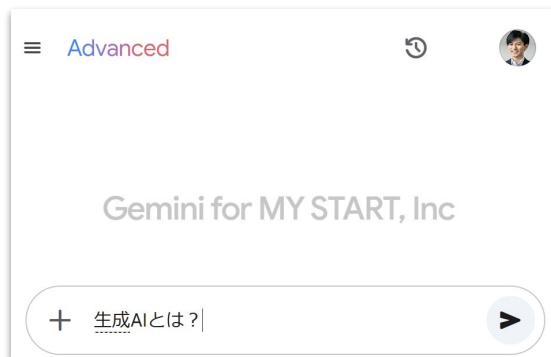 Advanced
Gemini for MY START, Inc
生成AIとは？